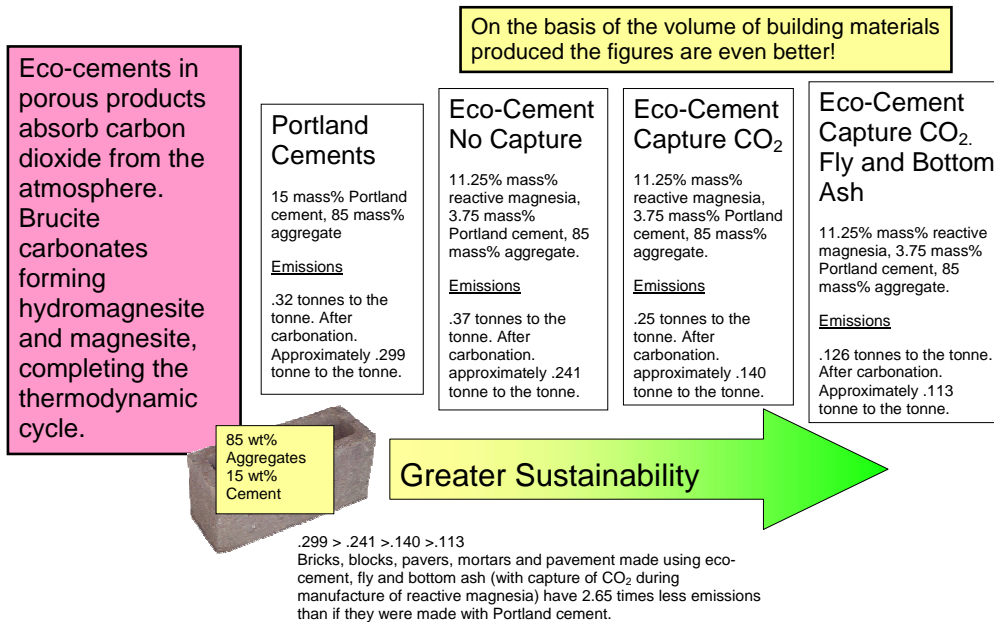 On the basis of the volume of building materials
produced the figures are even better!
Eco-cements in
porous products
absorb carbon
dioxide from the
atmosphere.
Brucite
carbonates
forming
hydromagnesite
and magnesite,
completing the
thermodynamic
cycle.
Portland
Cements
15 mass% Portland
cement, 85 mass%
aggregate
Emissions
.32 tonnes to the
tonne. After
carbonation.
Approximately .299
tonne to the tonne.
Eco-Cement
No Capture
11.25% mass%
reactive magnesia,
3.75 mass%
Portland cement, 85
mass% aggregate.
Emissions
.37 tonnes to the
tonne. After
carbonation.
approximately .241
tonne to the tonne.
Eco-Cement
Capture CO₂
11.25% mass%
reactive magnesia,
3.75 mass% Portland
cement, 85 mass%
aggregate.
Emissions
.25 tonnes to the
tonne. After
carbonation.
approximately .140
tonne to the tonne.
Eco-Cement
Capture CO₂.
Fly and Bottom
Ash
11.25% mass% reactive
magnesia, 3.75 mass%
Portland cement, 85
mass% aggregate.
Emissions
.126 tonnes to the tonne.
After carbonation.
Approximately .113
tonne to the tonne.
85 wt%
Aggregates
15 wt%
Cement
Greater Sustainability
.299 > .241 >.140 >.113
Bricks, blocks, pavers, mortars and pavement made using eco-
cement, fly and bottom ash (with capture of CO₂ during
manufacture of reactive magnesia) have 2.65 times less emissions
than if they were made with Portland cement.